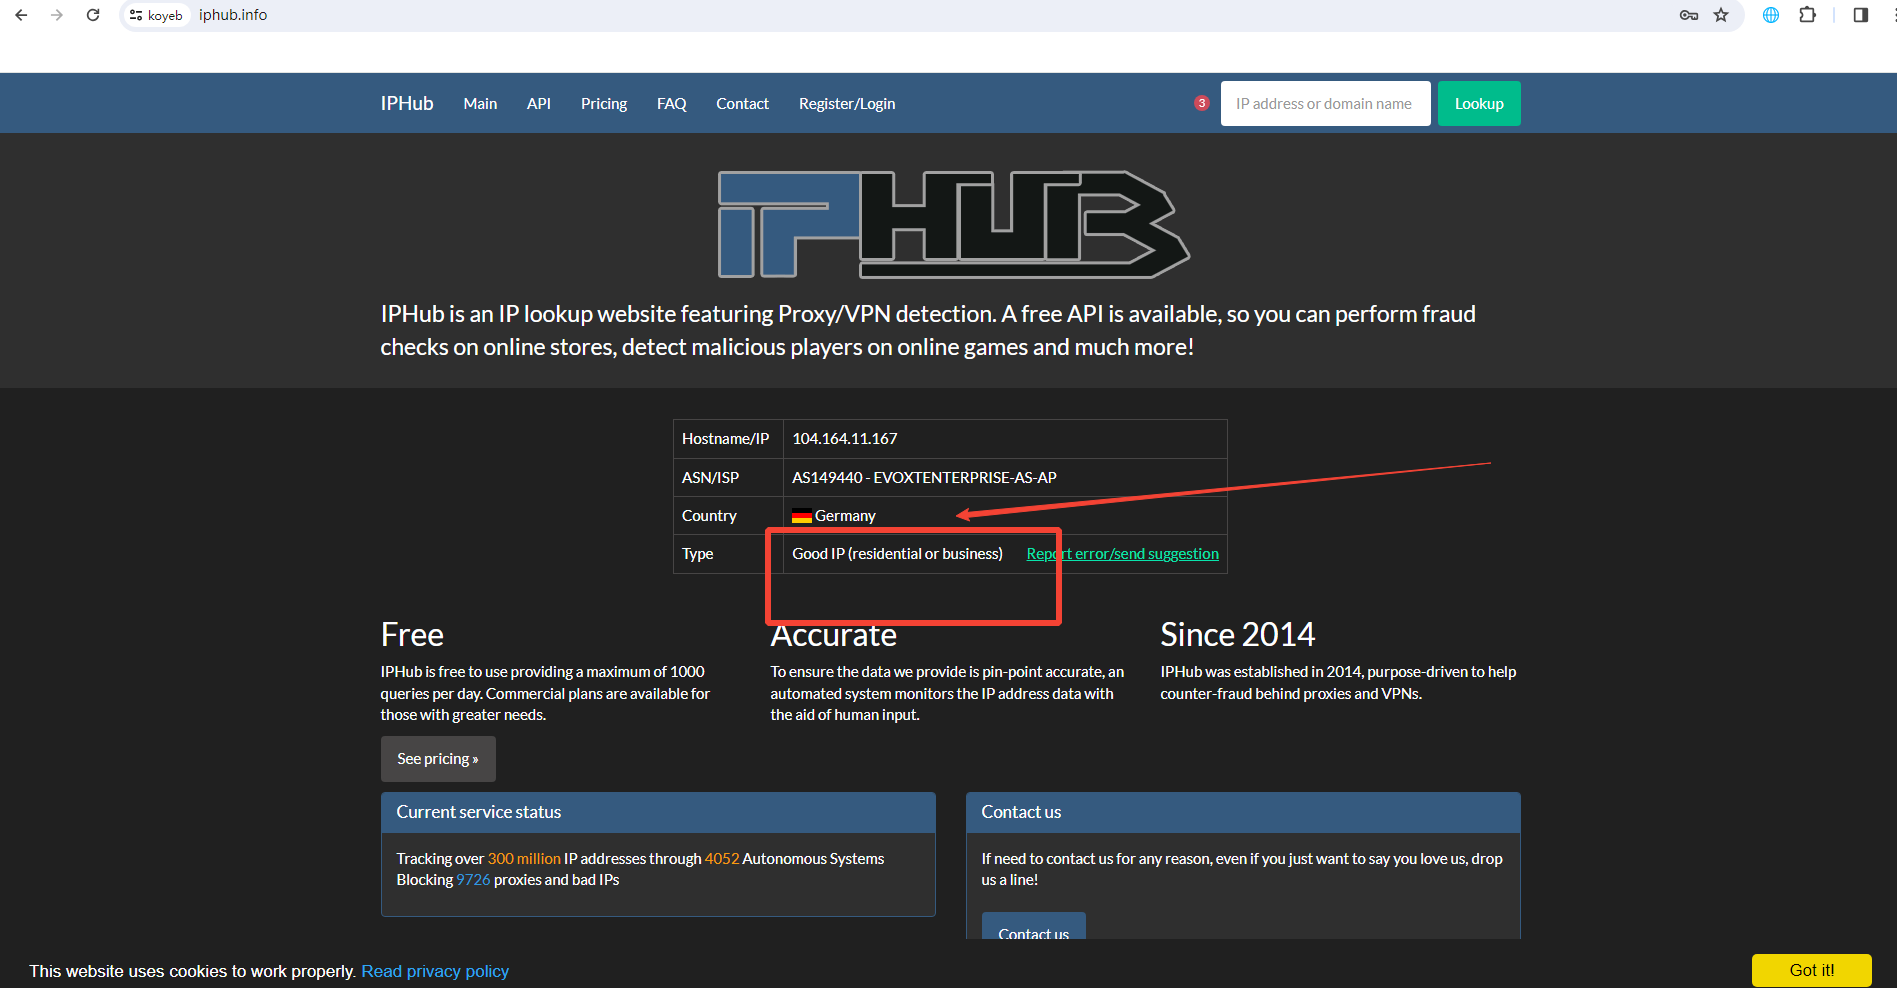 koyeb iphub.info
IPHub Main API Pricing FAQ Contact Register/Login 3 IP address or domain name Lookup
IPHUB
IPHub is an IP lookup website featuring Proxy/VPN detection. A free API is available, so you can perform fraud
checks on online stores, detect malicious players on online games and much more!
Hostname/IP 104.164.11.167
ASN/ISP AS149440 - EVOXTENTERPRISE-AS-AP
Country Germany
Type Good IP (residential or business) Report error/send suggestion
Free
IPHub is free to use providing a maximum of 1000
queries per day. Commercial plans are available for
those with greater needs.
See pricing »
Accurate
To ensure the data we provide is pin-point accurate, an
automated system monitors the IP address data with
the aid of human input.
Since 2014
IPHub was established in 2014, purpose-driven to help
counter-fraud behind proxies and VPNs.
Current service status
Tracking over 300 million IP addresses through 4052 Autonomous Systems
Blocking 9726 proxies and bad IPs
Contact us
If need to contact us for any reason, even if you just want to say you love us, drop
us a line!
Contact us
This website uses cookies to work properly. Read privacy policy
Got it!